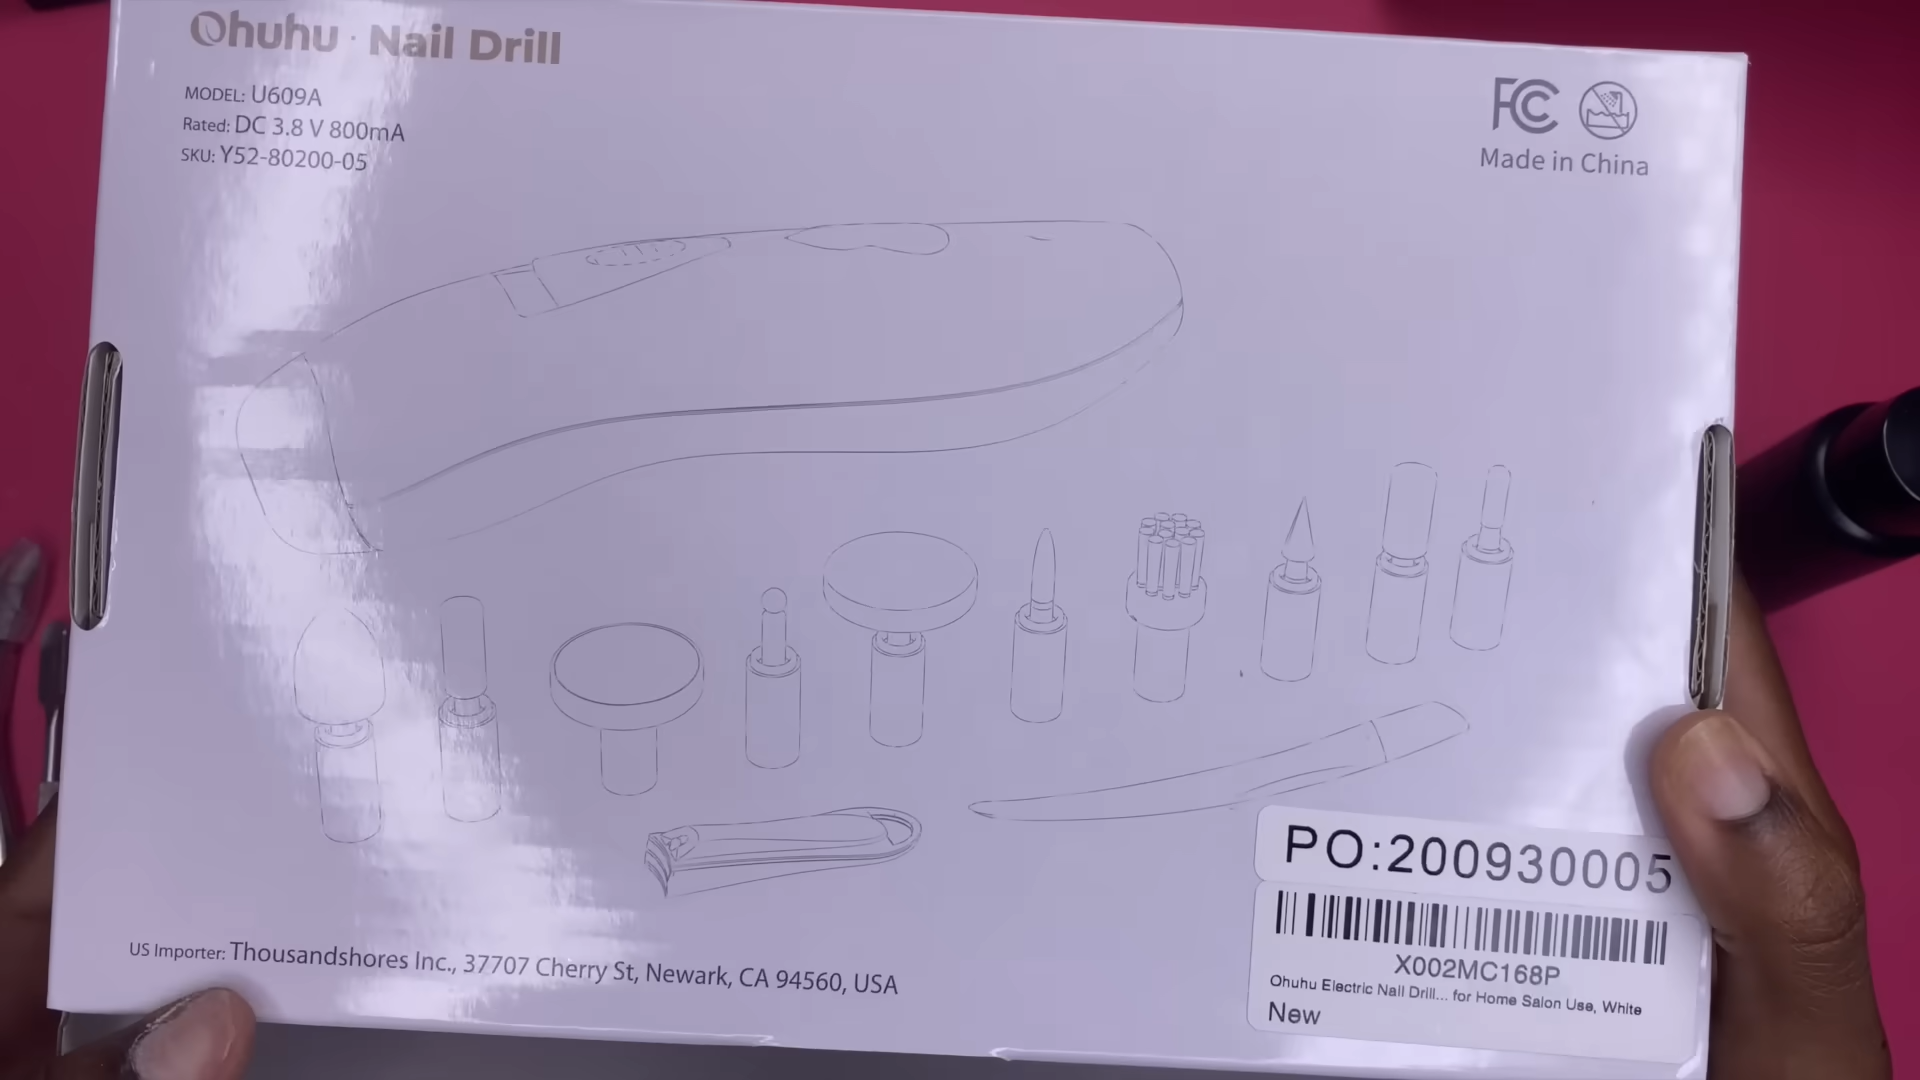 Ohuhu · Nail Drill
MODEL: U609A
Rated: DC 3.8 V 800mA
SKU: Y52-80200-05
FC
Made in China
US Importer: Thousandshores Inc., 37707 Cherry St, Newark, CA 94560, USA
PO:200930005
X002MC168P
Ohuhu Electric Nail Drill... for Home Salon Use, White
New